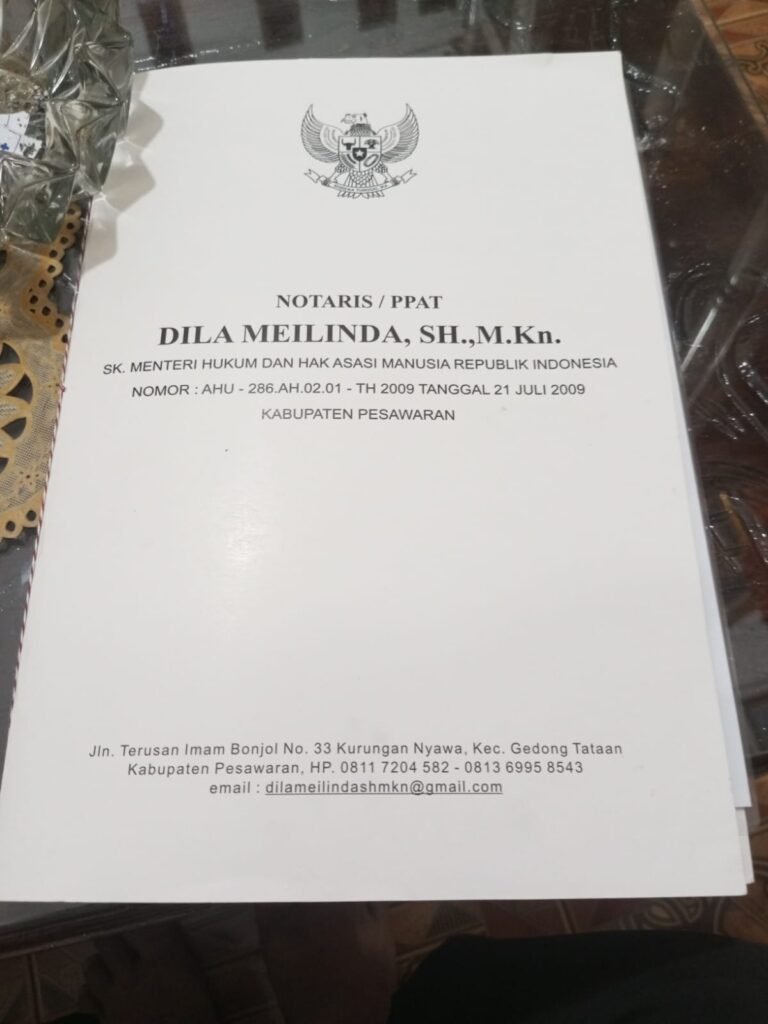 NOTARIS / PPAT
DILA MEILINDA, SH.,M.Kn.
SK. MENTERI HUKUM DAN HAK ASASI MANUSIA REPUBLIK INDONESIA
NOMOR : AHU - 286.AH.02.01 - TH 2009 TANGGAL 21 JULI 2009
KABUPATEN PESAWARAN
Jln. Terusan Imam Bonjol No. 33 Kurungan Nyawa, Kec. Gedong Tataan
Kabupaten Pesawaran, HP. 0811 7204 582 - 0813 6995 8543
email : dilameilindashmkn@gmail.com